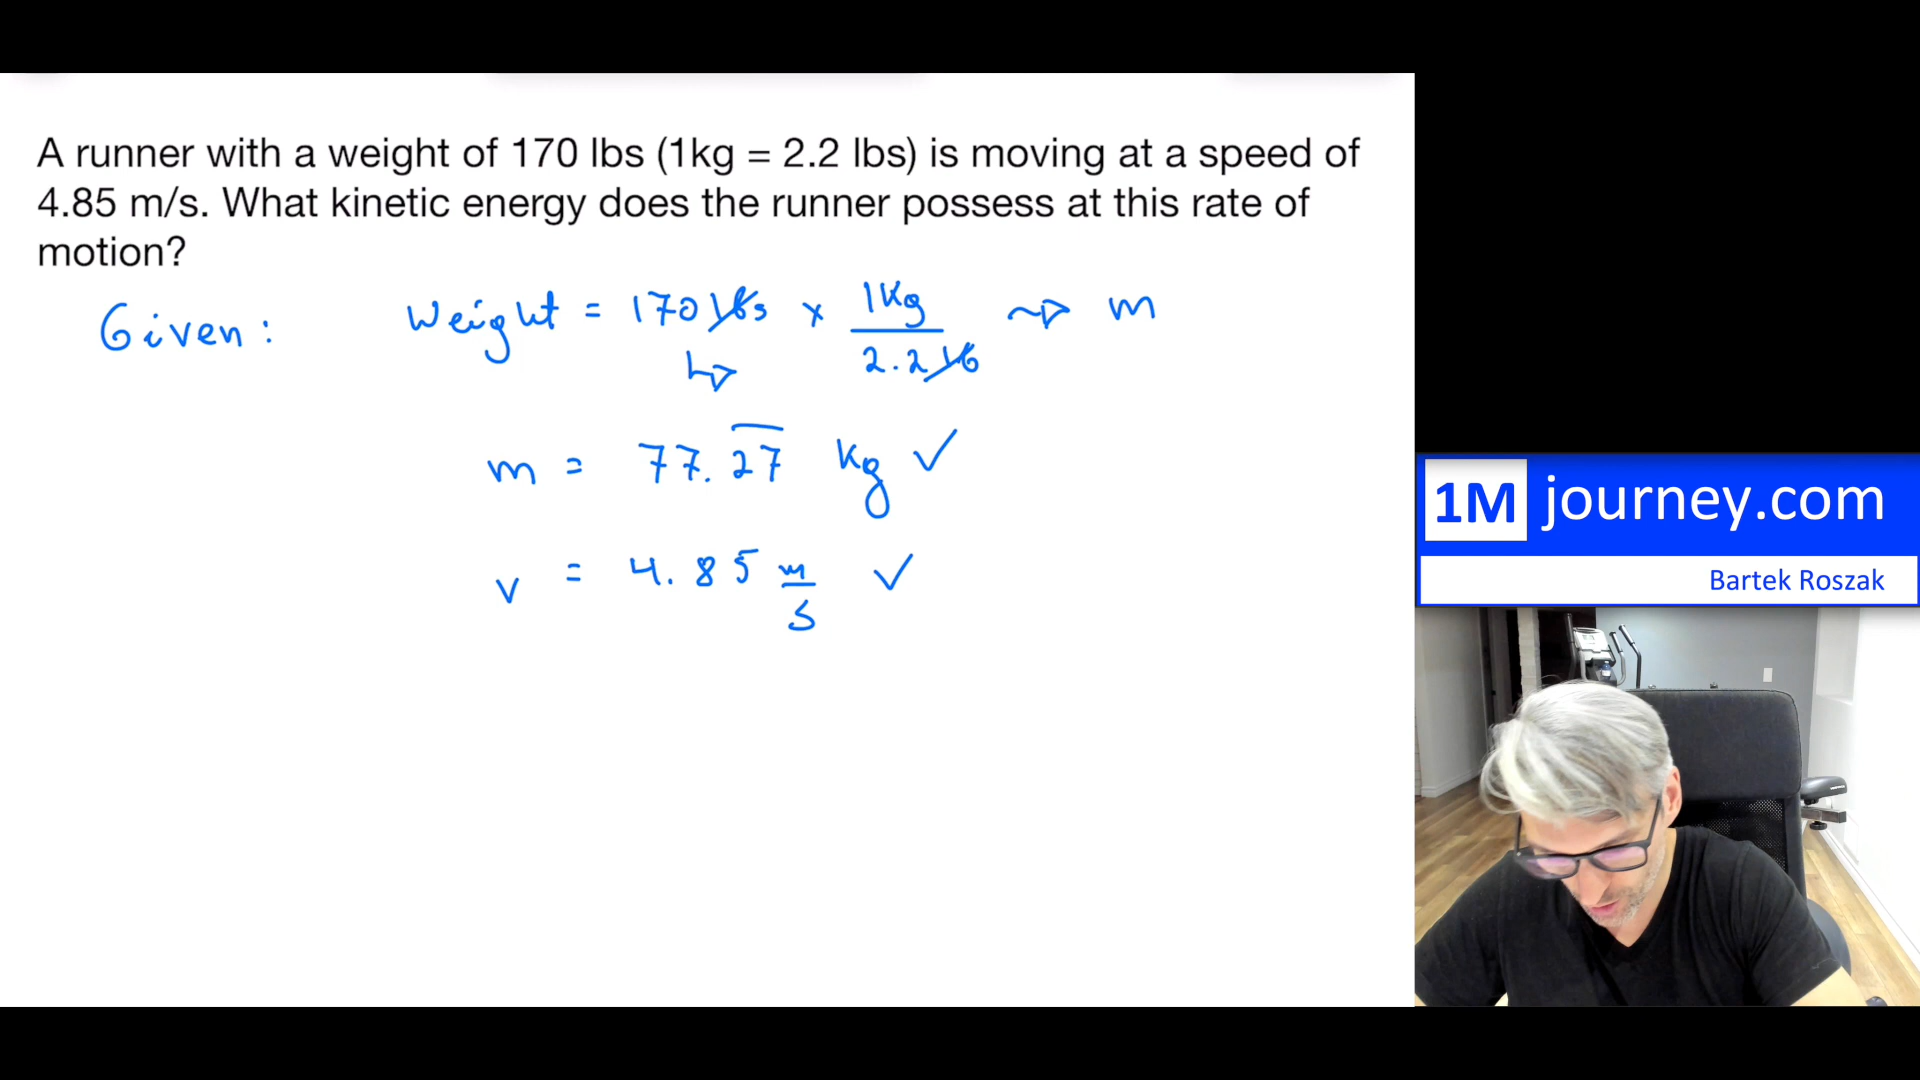 A runner with a weight of 170 lbs (1kg = 2.2 lbs) is moving at a speed of
4.85 m/s. What kinetic energy does the runner possess at this rate of
motion?
Given: Weight = 170 lbs x 1kg / 2.2 lb ⇝ m
↳
m = 77.2̅7̅ kg ✓
v = 4.85 m/s ✓
1M journey.com
Bartek Roszak